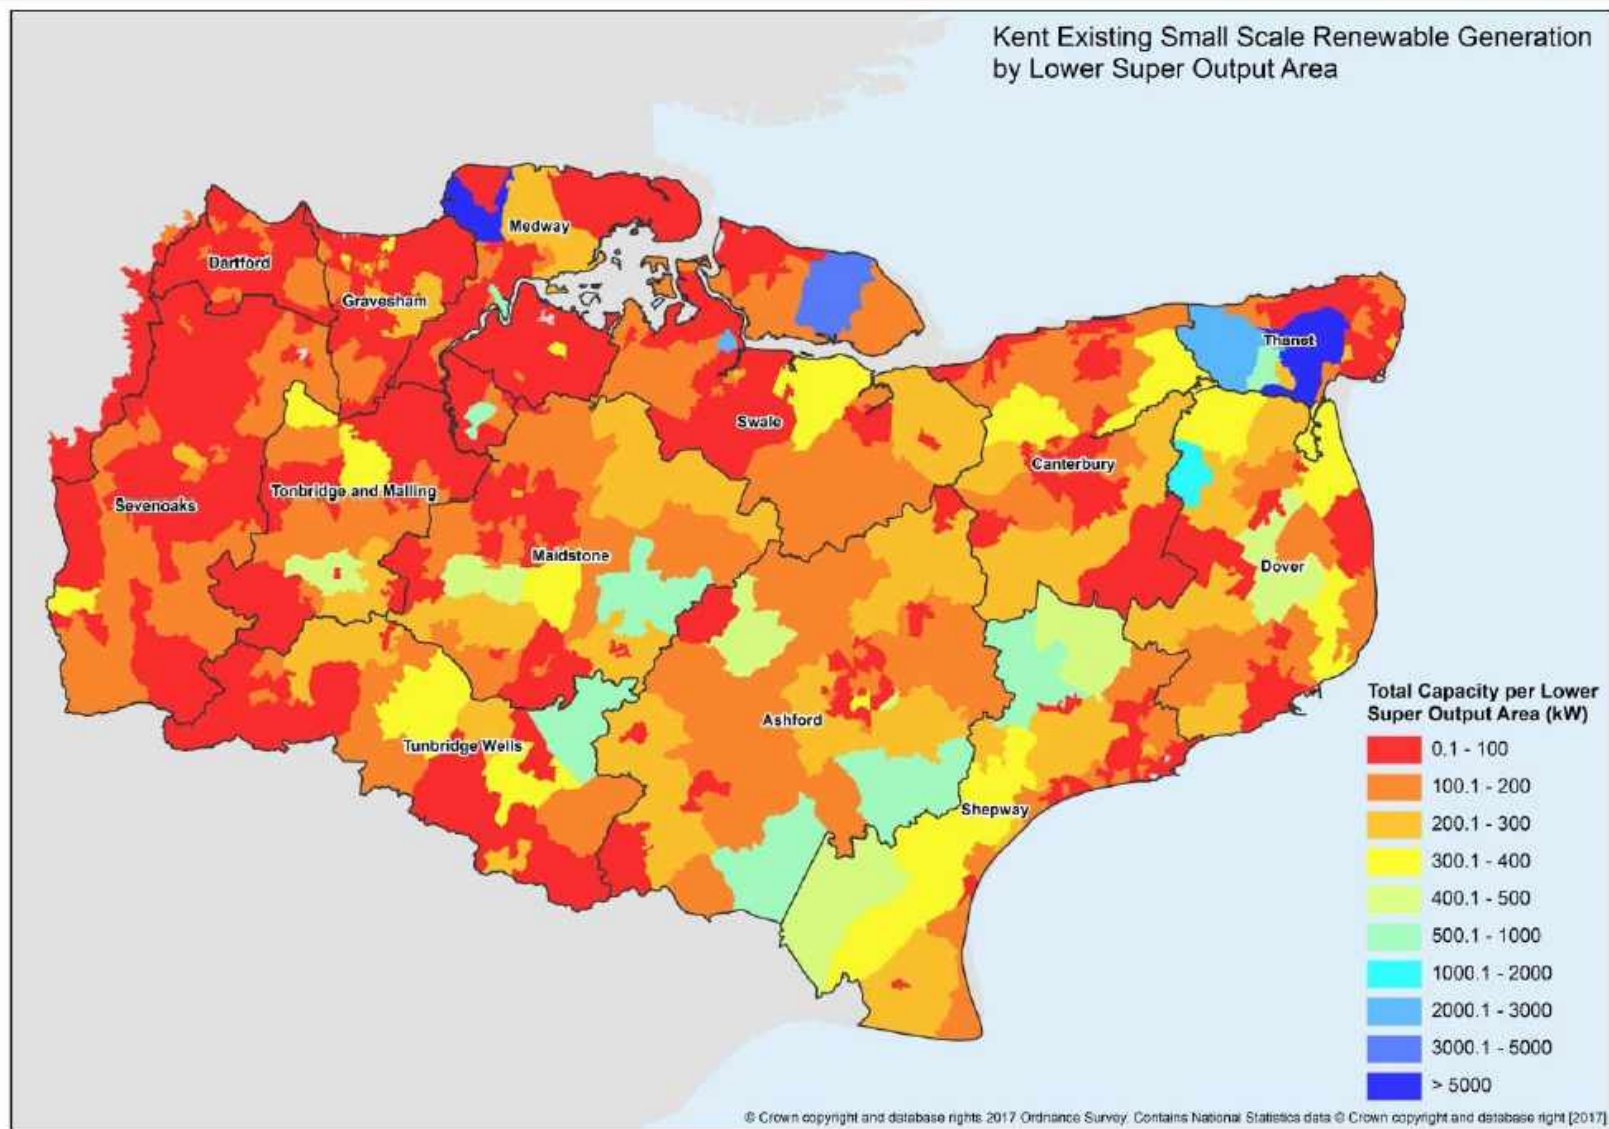 Kent Existing Small Scale Renewable Generation
by Lower Super Output Area
Medway
Dartford
Gravesham
Thanet
Swale
Canterbury
Tonbridge and Malling
Sevenoaks
Maidstone
Dover
Ashford
Tunbridge Wells
Shepway
Total Capacity per Lower
Super Output Area (kW)
0.1 - 100
100.1 - 200
200.1 - 300
300.1 - 400
400.1 - 500
500.1 - 1000
1000.1 - 2000
2000.1 - 3000
3000.1 - 5000
> 5000
© Crown copyright and database rights 2017 Ordnance Survey. Contains National Statistics data © Crown copyright and database right [2017]